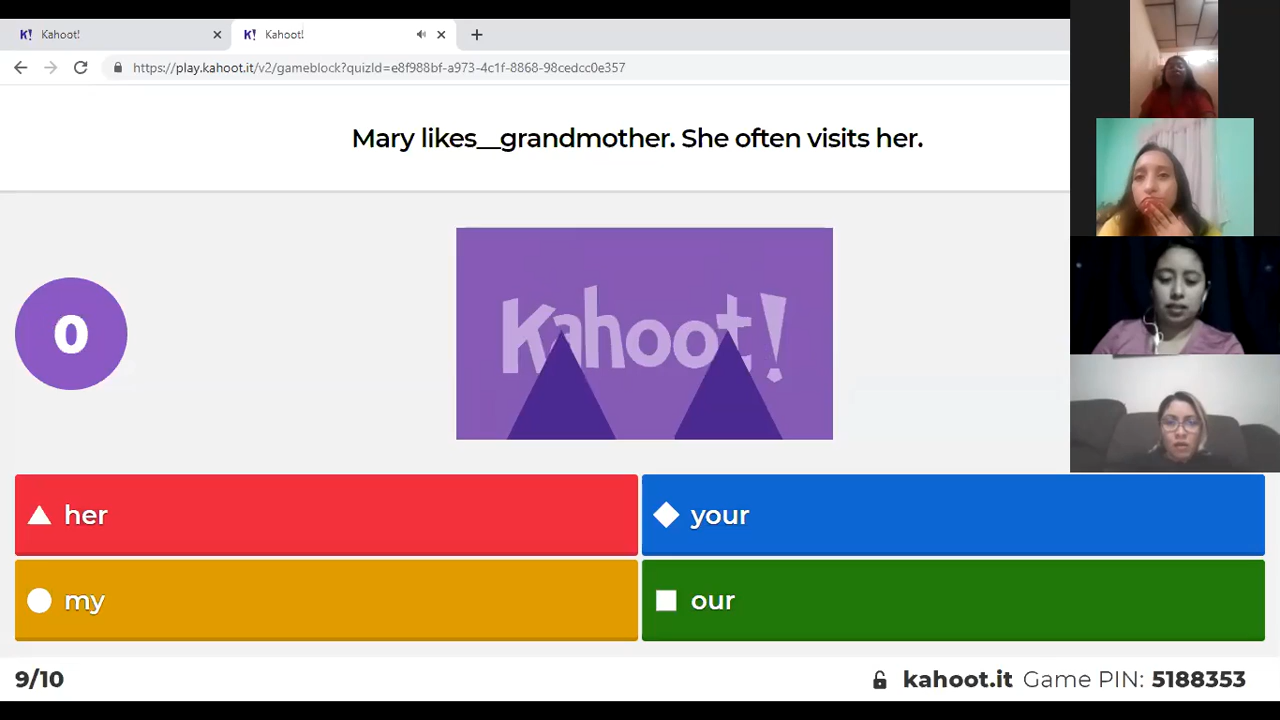 K! Kahoot!
K! Kahoot!
https://play.kahoot.it/v2/gameblock?quizId=e8f988bf-a973-4c1f-8868-98cedcc0e357
Mary likes__grandmother. She often visits her.
0
Kahoot!
her
your
my
our
9/10
kahoot.it Game PIN: 5188353